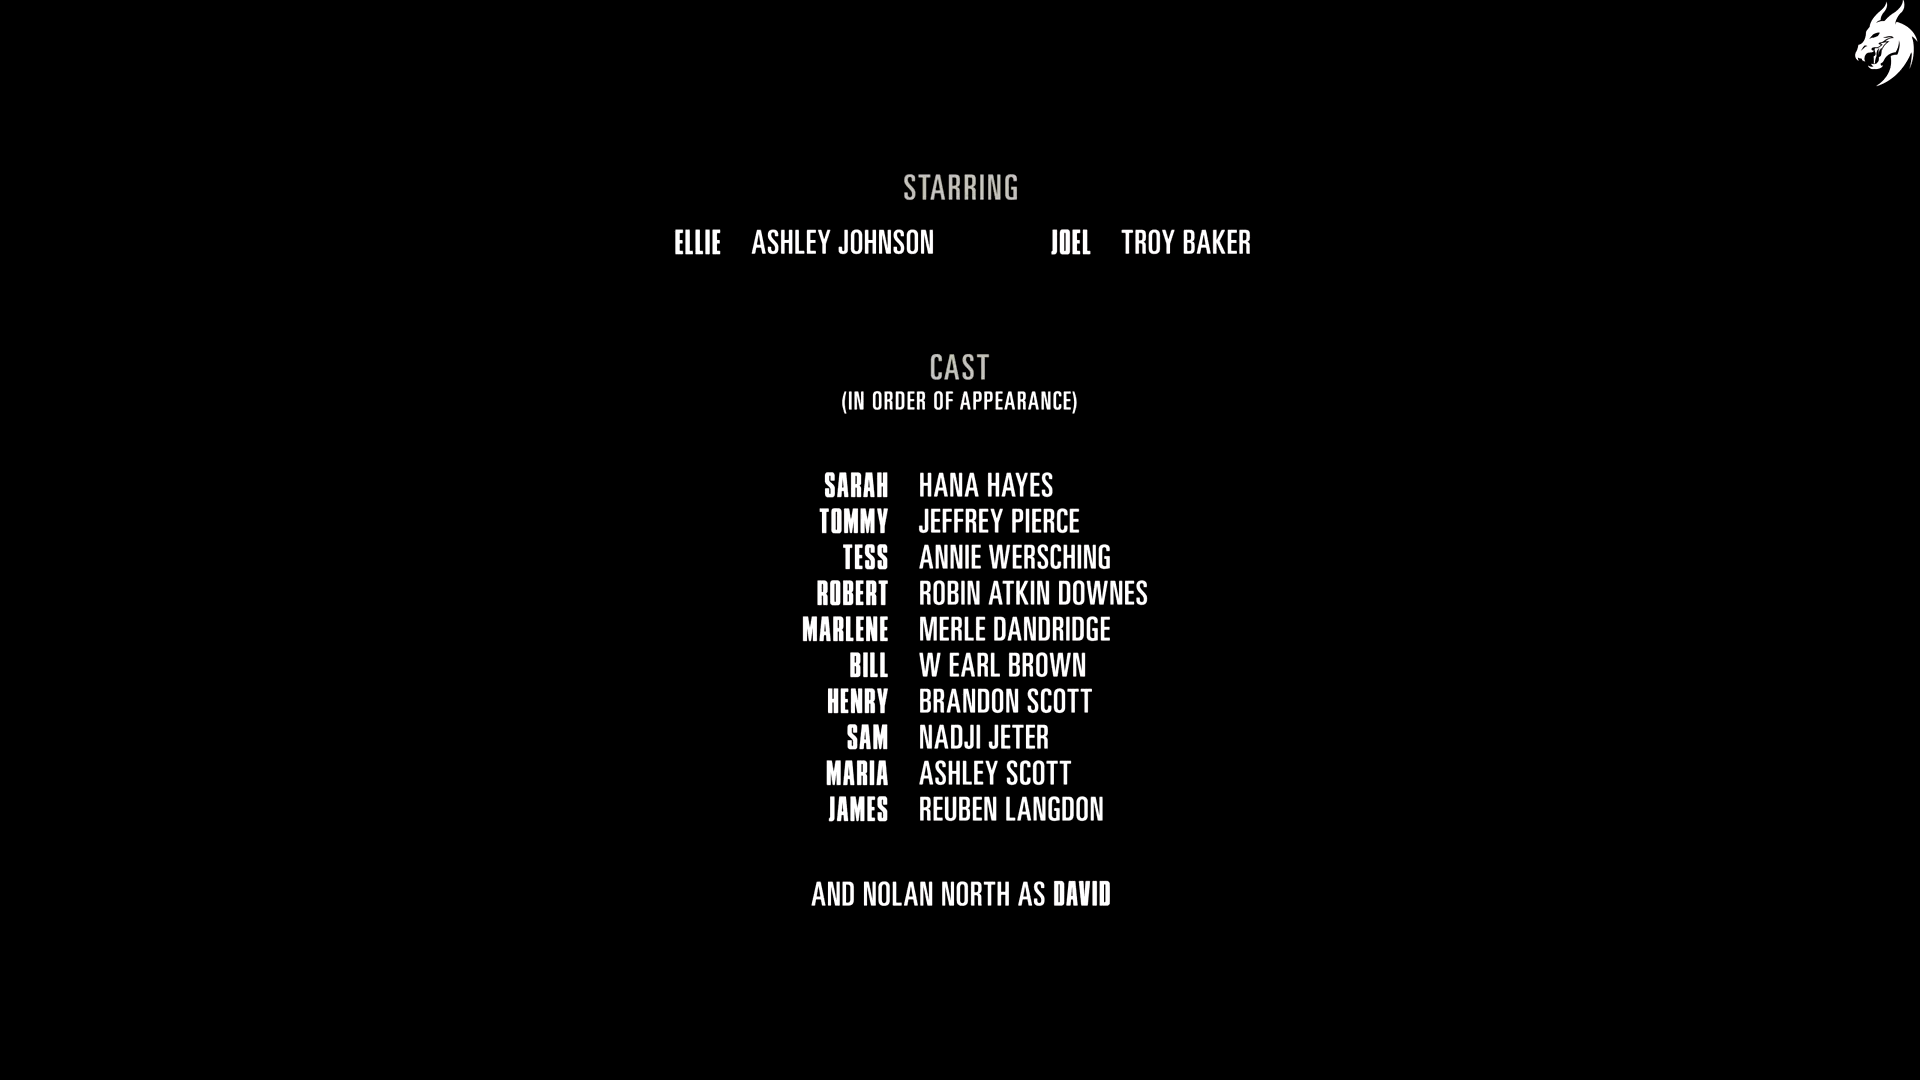 STARRING
ELLIE ASHLEY JOHNSON JOEL TROY BAKER
CAST
(IN ORDER OF APPEARANCE)
SARAH HANA HAYES
TOMMY JEFFREY PIERCE
TESS ANNIE WERSCHING
ROBERT ROBIN ATKIN DOWNES
MARLENE MERLE DANDRIDGE
BILL W EARL BROWN
HENRY BRANDON SCOTT
SAM NADJI JETER
MARIA ASHLEY SCOTT
JAMES REUBEN LANGDON
AND NOLAN NORTH AS DAVID